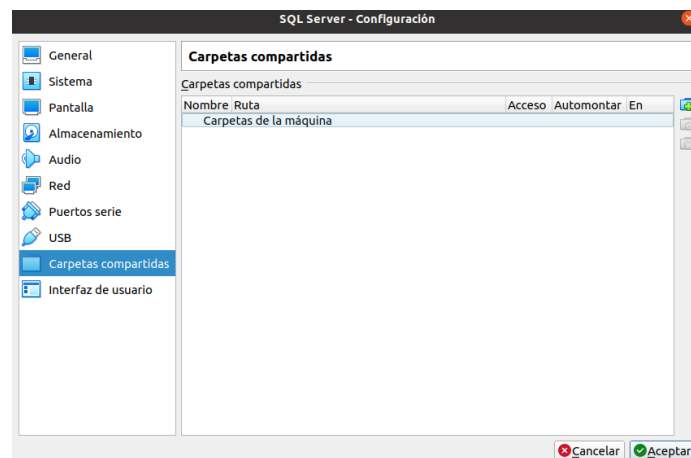 SQL Server - Configuración
General
Sistema
Pantalla
Almacenamiento
Audio
Red
Puertos serie
USB
Carpetas compartidas
Interfaz de usuario
Carpetas compartidas
Carpetas compartidas
Nombre Ruta Acceso Automontar En
Carpetas de la máquina
Cancelar Aceptar